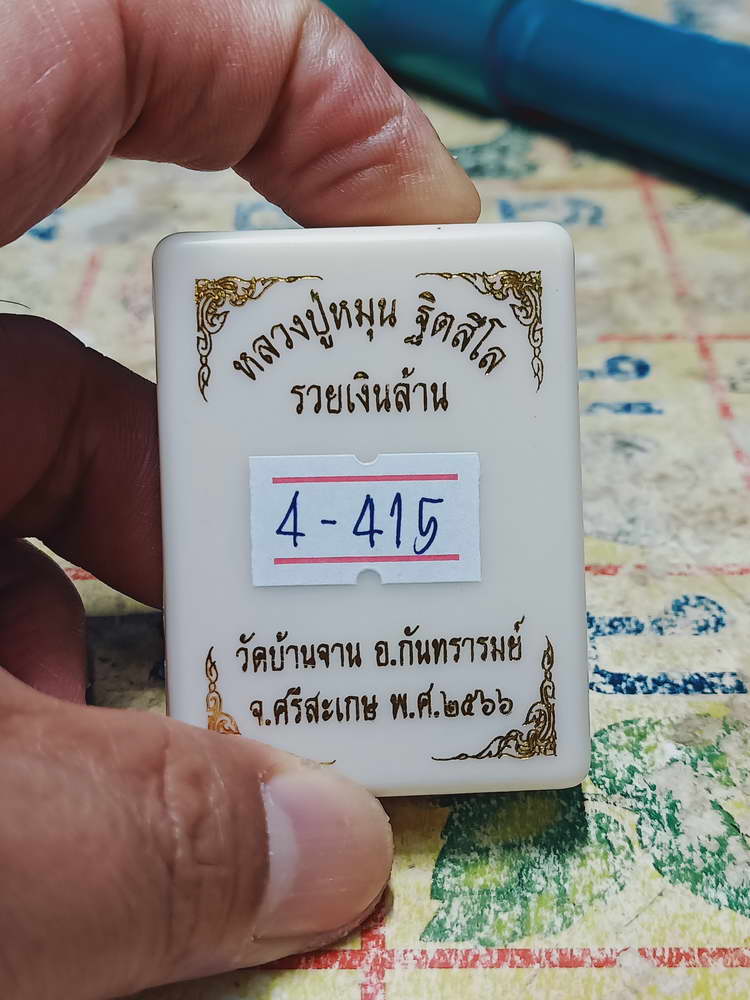 หลวงปู่หมุน ฐิตสีโล
รวยเงินล้าน
4-415
วัดบ้านจาน อ.กันทรารมย์
จ.ศรีสะเกษ พ.ศ.๒๕๖๖